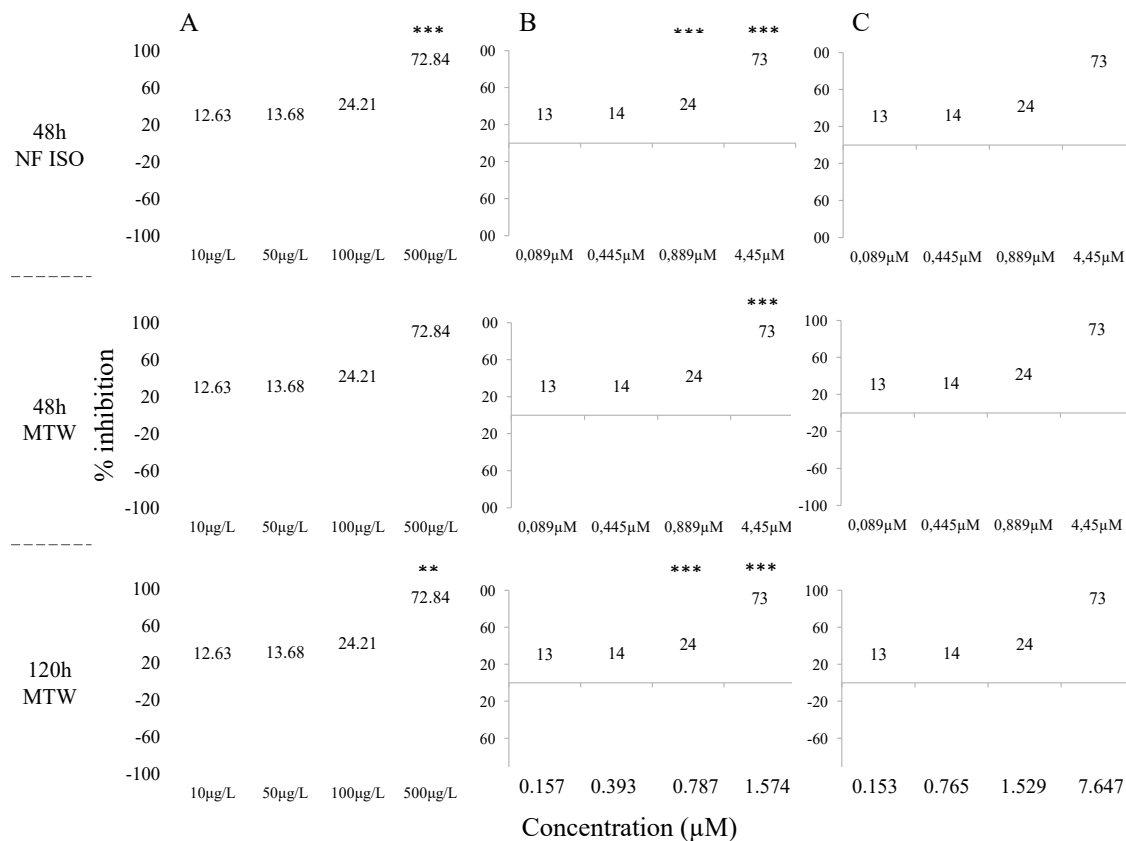 A B C
*** *** ***
48h
NF ISO
100
60
20
-20
-60
-100
12.63 13.68 24.21 72.84
10µg/L 50µg/L 100µg/L 500µg/L
00
60
20
20
60
00
13 14 24 73
0,089µM 0,445µM 0,889µM 4,45µM
00
60
20
20
60
00
13 14 24 73
0,089µM 0,445µM 0,889µM 4,45µM
% inhibition
48h
MTW
***
100
60
20
-20
-60
-100
12.63 13.68 24.21 72.84
10µg/L 50µg/L 100µg/L 500µg/L
00
60
20
20
60
00
13 14 24 73
0,089µM 0,445µM 0,889µM 4,45µM
100
60
20
-20
-60
-100
13 14 24 73
0,089µM 0,445µM 0,889µM 4,45µM
120h
MTW
** *** ***
100
60
20
-20
-60
-100
12.63 13.68 24.21 72.84
10µg/L 50µg/L 100µg/L 500µg/L
00
60
20
20
60
13 14 24 73
0.157 0.393 0.787 1.574
100
60
20
-20
-60
13 14 24 73
0.153 0.765 1.529 7.647
Concentration (µM)